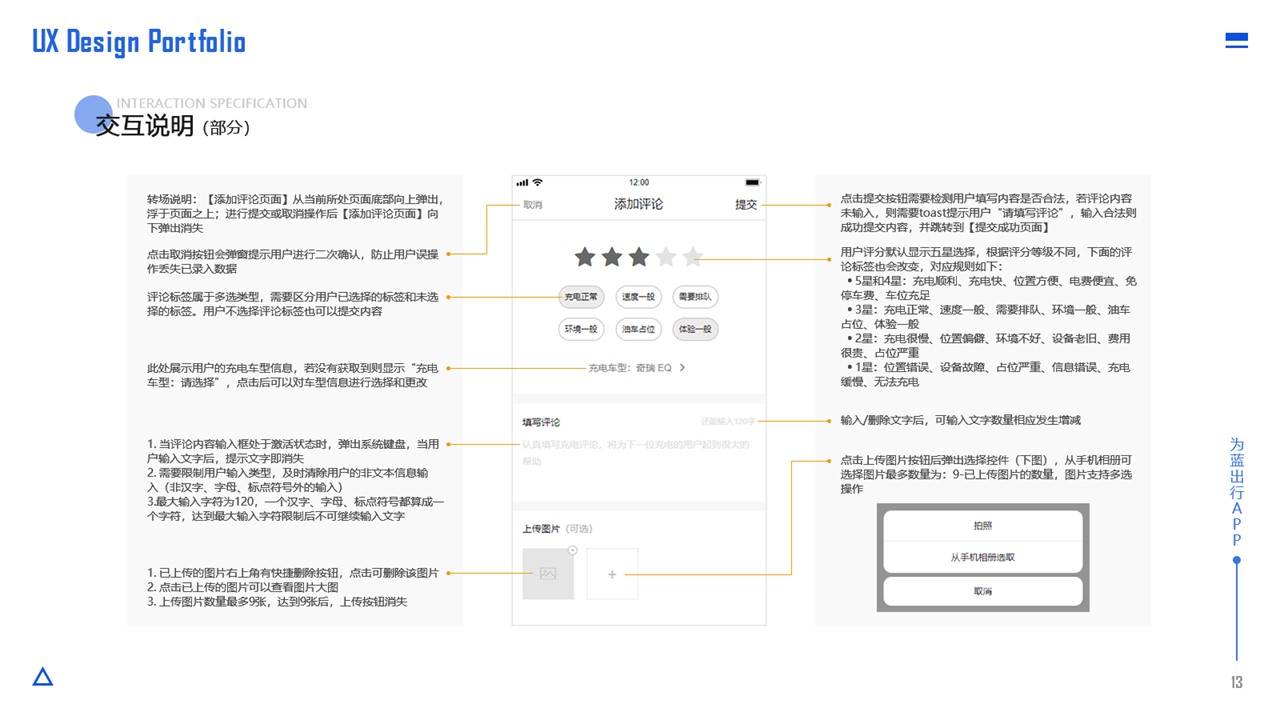 UX Design Portfolio
INTERACTION SPECIFICATION
交互说明（部分）
转场说明：【添加评论页面】从当前所处页面底部向上弹出，
浮于页面之上；进行提交或取消操作后【添加评论页面】向
下弹出消失
点击取消按钮会弹窗提示用户进行二次确认，防止用户误操
作丢失已录入数据
评论标签属于多选类型，需要区分用户已选择的标签和未选
择的标签。用户不选择评论标签也可以提交内容
此处展示用户的充电车型信息，若没有获取到则显示“充电
车型：请选择”，点击后可以对车型信息进行选择和更改
1. 当评论内容输入框处于激活状态时，弹出系统键盘，当用
户输入文字后，提示文字即消失
2. 需要限制用户输入类型，及时清除用户的非文本信息输
入（非汉字、字母、标点符号外的输入）
3.最大输入字符为120，一个汉字、字母、标点符号都算成一
个字符，达到最大输入字符限制后不可继续输入文字
1. 已上传的图片右上角有快捷删除按钮，点击可删除该图片
2. 点击已上传的图片可以查看图片大图
3. 上传图片数量最多9张，达到9张后，上传按钮消失
12:00
取消
添加评论
提交
充电正常
速度一般
需要排队
环境一般
油车占位
体验一般
充电车型：奇瑞 EQ
填写评论
还能输入120字
认真填写充电评论，将为下一位充电的用户起到很大的
帮助
上传图片（可选）
点击提交按钮需要检测用户填写内容是否合法，若评论内容
未输入，则需要toast提示用户“请填写评论”，输入合法则
成功提交内容，并跳转到【提交成功页面】
用户评分默认显示五星选择，根据评分等级不同，下面的评
论标签也会改变，对应规则如下：
• 5星和4星：充电顺利、充电快、位置方便、电费便宜、免
停车费、车位充足
• 3星：充电正常、速度一般、需要排队、环境一般、油车
占位、体验一般
• 2星：充电很慢、位置偏僻、环境不好、设备老旧、费用
很贵、占位严重
• 1星：位置错误、设备故障、占位严重、信息错误、充电
缓慢、无法充电
输入/删除文字后，可输入文字数量相应发生增减
点击上传图片按钮后弹出选择控件（下图），从手机相册可
选择图片最多数量为：9-已上传图片的数量，图片支持多选
操作
拍照
从手机相册选取
取消
为蓝出行APP
13